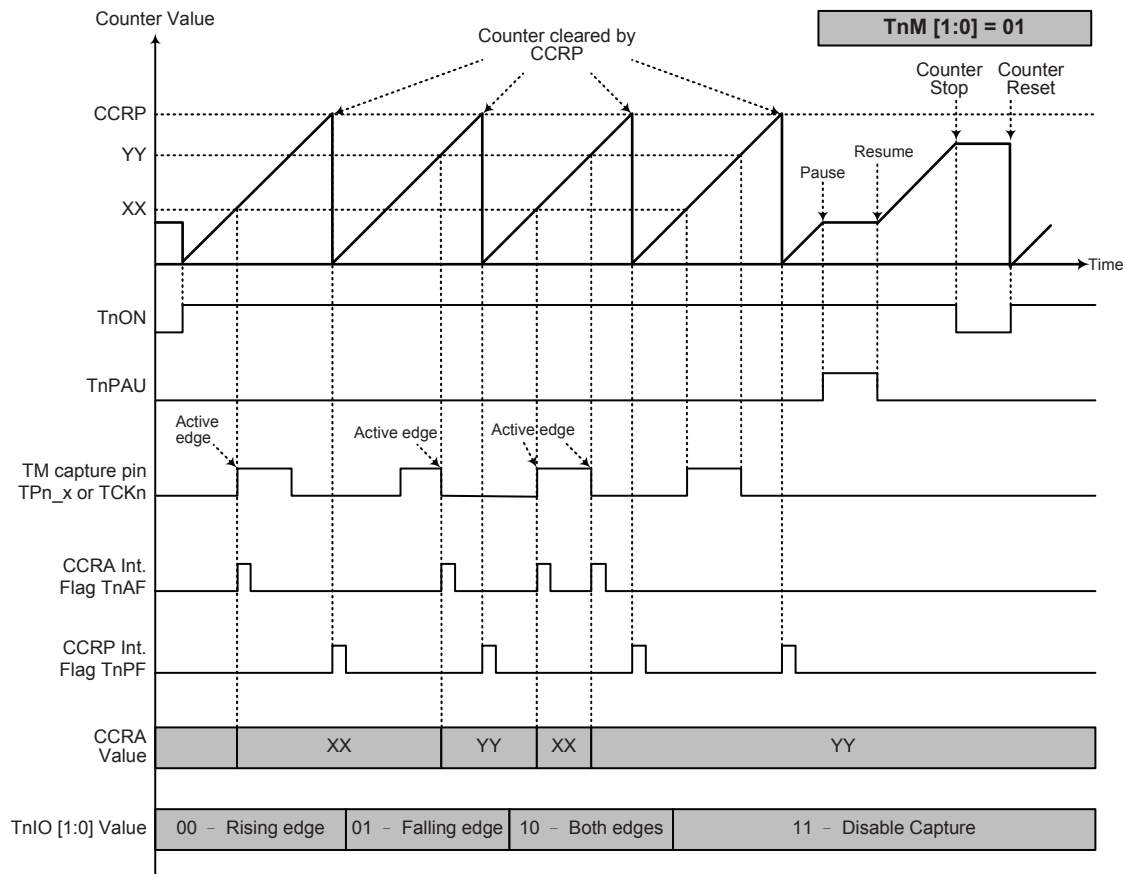 Counter Value
TnM [1:0] = 01
Counter cleared by
CCRP
Counter
Stop
Counter
Reset
CCRP
YY
XX
Pause
Resume
Time
TnON
TnPAU
Active
edge
Active edge
Active edge
TM capture pin
TPn_x or TCKn
CCRA Int.
Flag TnAF
CCRP Int.
Flag TnPF
CCRA
Value
XX
YY
XX
YY
TnIO [1:0] Value
00 – Rising edge
01 – Falling edge
10 – Both edges
11 – Disable Capture